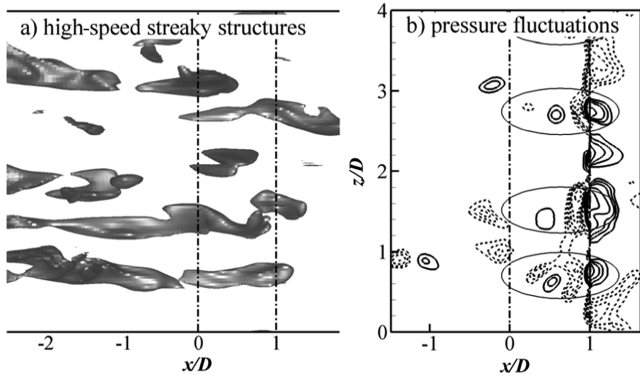 a) high-speed streaky structures
b) pressure fluctuations
4
3
2
1
0
z/D
-2
-1
0
1
x/D
-1
0
1
x/D